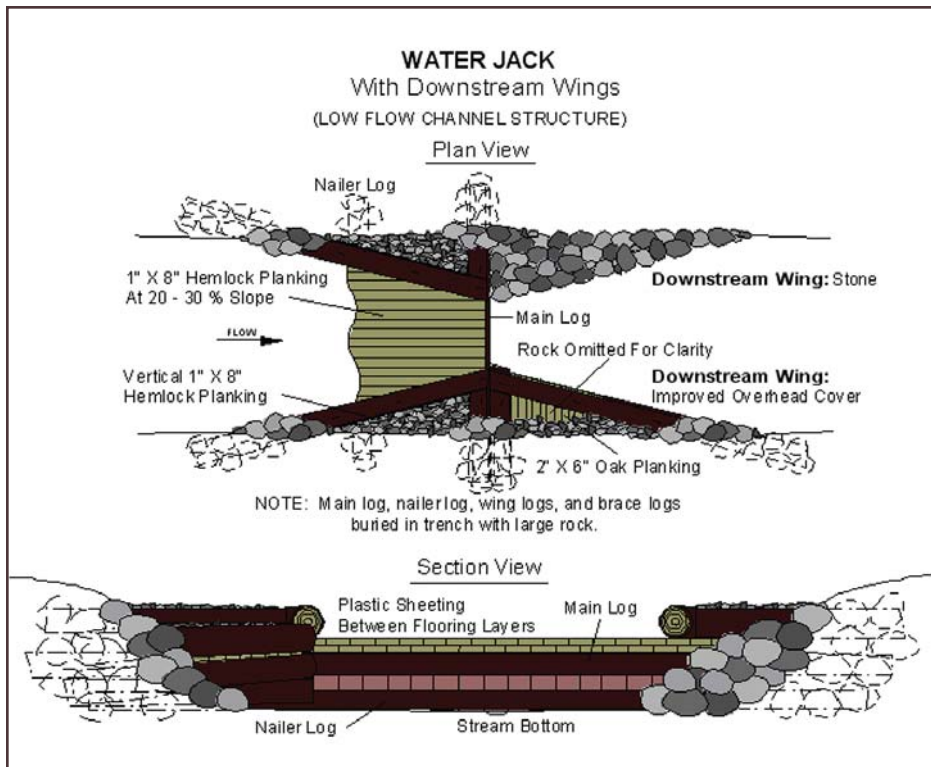 WATER JACK
With Downstream Wings
(LOW FLOW CHANNEL STRUCTURE)
Plan View
Nailer Log
1" X 8" Hemlock Planking
At 20 - 30 % Slope
Downstream Wing: Stone
Main Log
FLOW
Rock Omitted For Clarity
Vertical 1" X 8"
Hemlock Planking
Downstream Wing:
Improved Overhead Cover
2" X 6" Oak Planking
NOTE: Main log, nailer log, wing logs, and brace logs
buried in trench with large rock.
Section View
Plastic Sheeting
Between Flooring Layers
Main Log
Nailer Log
Stream Bottom